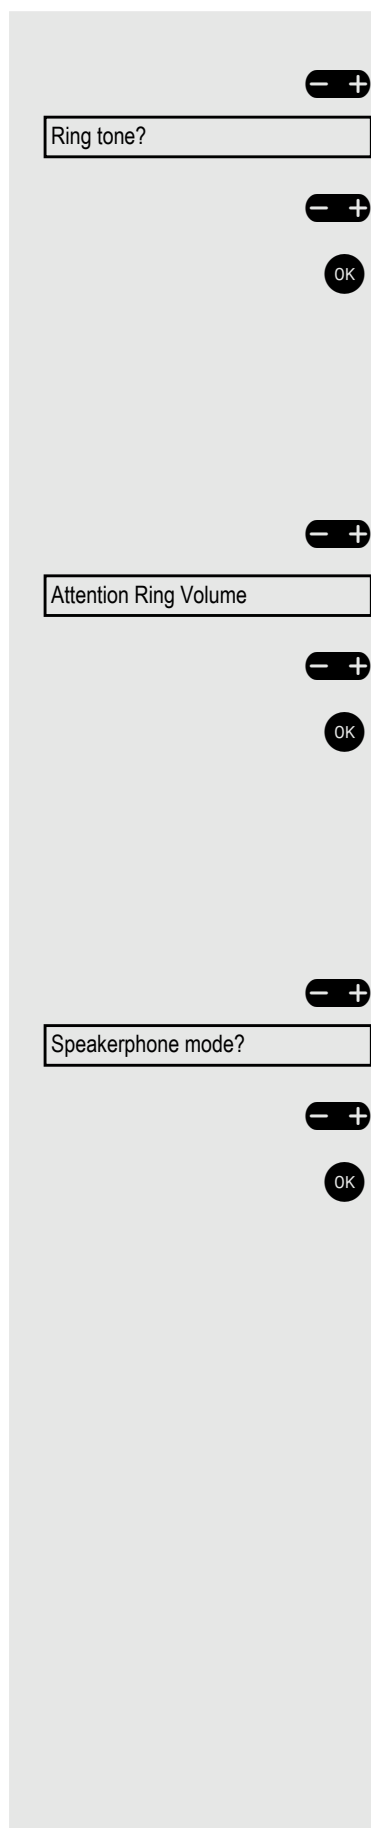 − +
Ring tone?
− +
OK
− +
Attention Ring Volume
− +
OK
− +
Speakerphone mode?
− +
OK